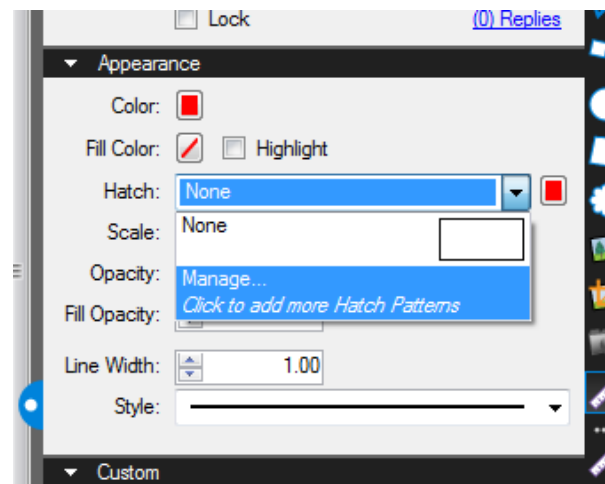 Lock (0) Replies
Appearance
Color:
Fill Color: Highlight
Hatch: None
Scale: None
Opacity: Manage...
Click to add more Hatch Patterns
Fill Opacity:
Line Width: 1.00
Style:
Custom